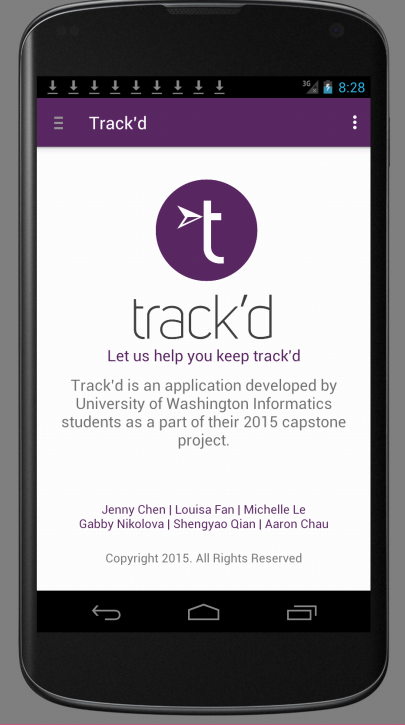 3G 8:28
Track'd
t
track'd
Let us help you keep track'd
Track'd is an application developed by
University of Washington Informatics
students as a part of their 2015 capstone
project.
Jenny Chen | Louisa Fan | Michelle Le
Gabby Nikolova | Shengyao Qian | Aaron Chau
Copyright 2015. All Rights Reserved